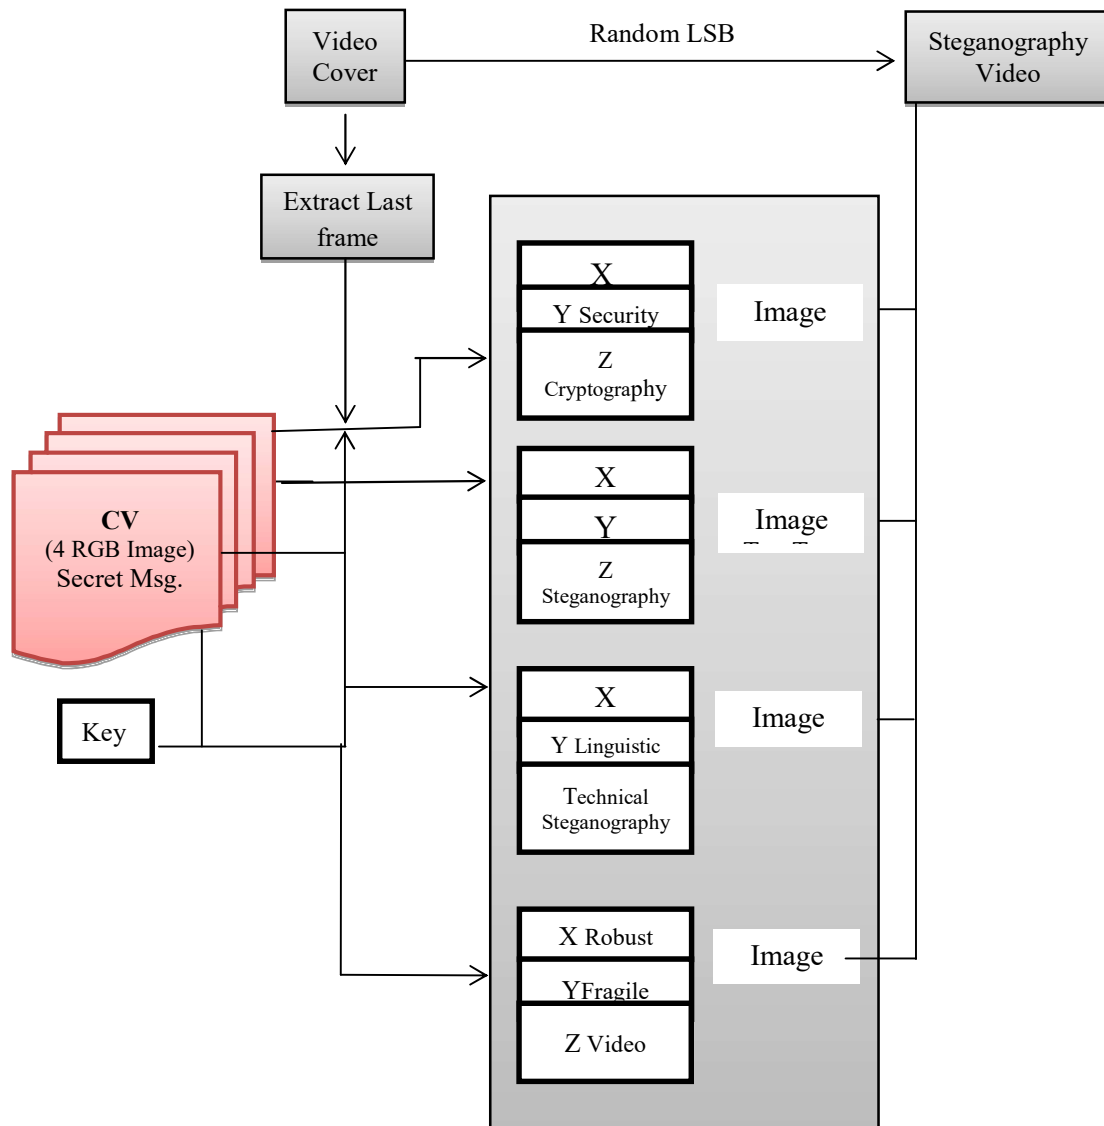 Video
Cover
Random LSB
Steganography
Video
Extract Last
frame
X
Y Security
Z
Cryptography
Image
X
Y
Z
Steganography
Image
CV
(4 RGB Image)
Secret Msg.
Key
X
Y Linguistic
Technical
Steganography
Image
X Robust
YFragile
Z Video
Image